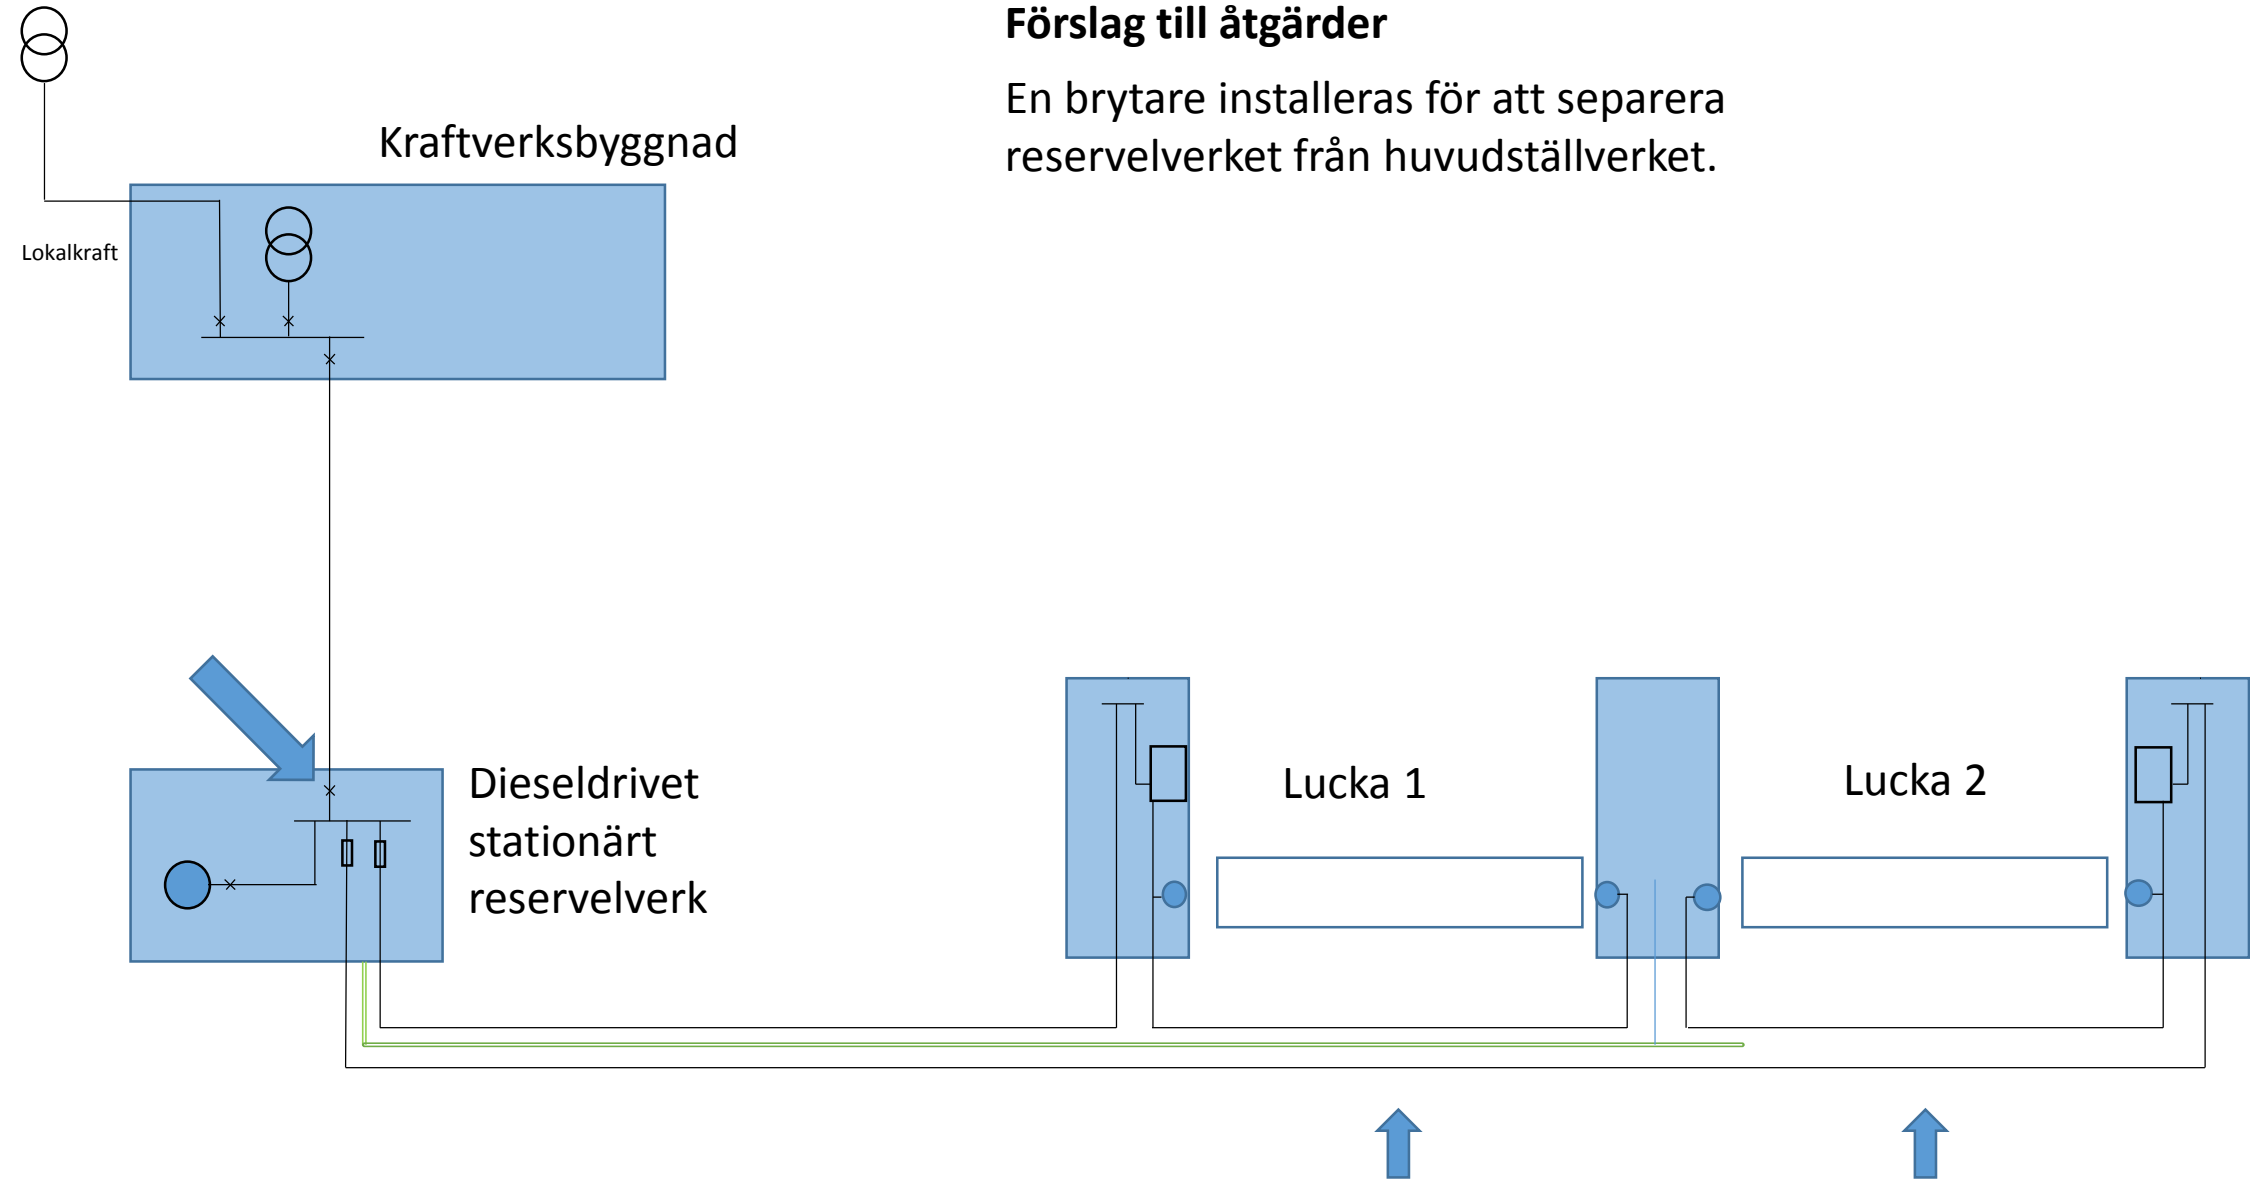 Förslag till åtgärder
En brytare installeras för att separera
reservelverket från huvudställverket.
Kraftverksbyggnad
Lokalkraft
Dieseldrivet
stationärt
reservelverk
Lucka 1
Lucka 2